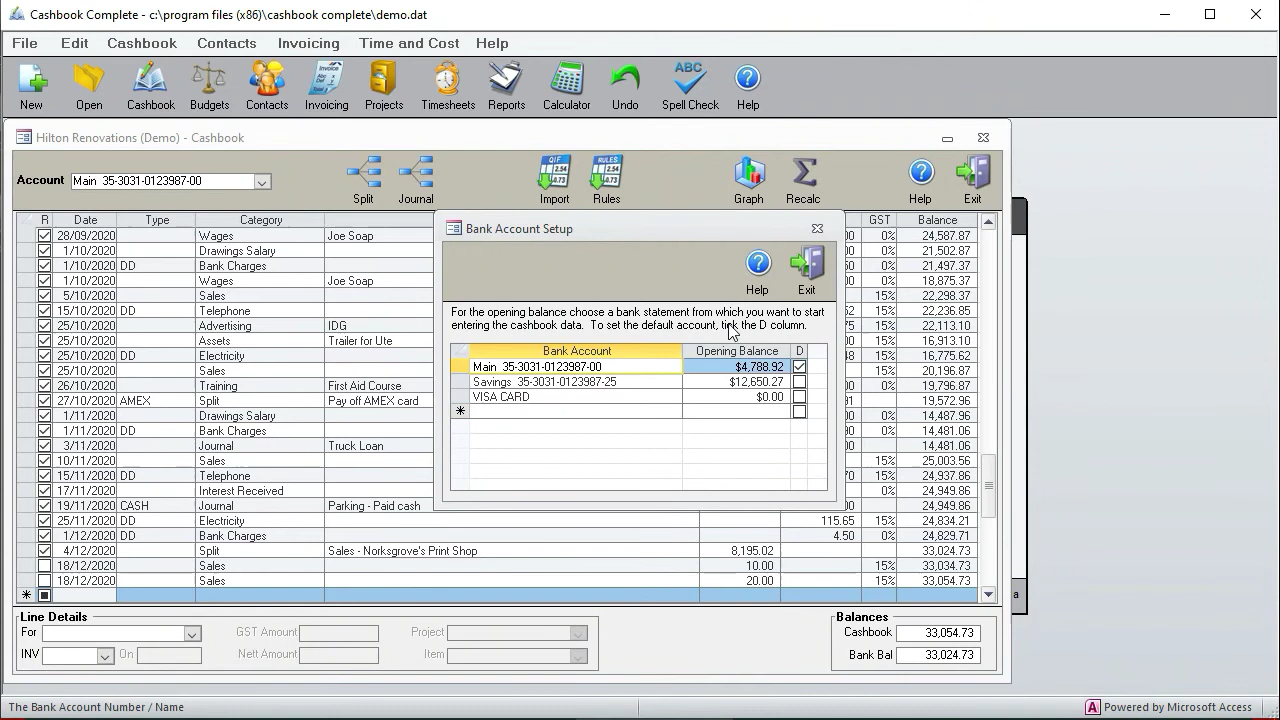 Cashbook Complete - c:\program files (x86)\cashbook complete\demo.dat
File Edit Cashbook Contacts Invoicing Time and Cost Help
New Open Cashbook Budgets Contacts Invoicing Projects Timesheets Reports Calculator Undo Spell Check Help
Hilton Renovations (Demo) - Cashbook
Account Main 35-3031-0123987-00
Split Journal Import Rules Graph Recalc Help Exit
R Date Type Category GST Balance
28/09/2020 Wages Joe Soap 0% 24,587.87
1/10/2020 Drawings Salary 0% 21,502.87
1/10/2020 DD Bank Charges 0% 21,497.37
1/10/2020 Wages Joe Soap 0% 18,875.37
5/10/2020 Sales 15% 22,298.37
15/10/2020 DD Telephone 15% 22,236.85
25/10/2020 Advertising IDG 15% 22,113.10
25/10/2020 Assets Trailer for Ute 15% 16,913.10
25/10/2020 DD Electricity 15% 16,775.62
25/10/2020 Sales 15% 20,196.87
26/10/2020 Training First Aid Course 0% 19,796.87
27/10/2020 AMEX Split Pay off AMEX card 19,572.96
1/11/2020 Drawings Salary 0% 14,487.96
1/11/2020 DD Bank Charges 0% 14,481.06
3/11/2020 Journal Truck Loan 14,481.06
10/11/2020 Sales 15% 25,003.56
15/11/2020 DD Telephone 15% 24,937.86
17/11/2020 Interest Received 0% 24,949.86
19/11/2020 CASH Journal Parking - Paid cash 24,949.86
25/11/2020 DD Electricity 115.65 15% 24,834.21
1/12/2020 DD Bank Charges 4.50 0% 24,829.71
4/12/2020 Split Sales - Norksgrove's Print Shop 8,195.02 33,024.73
18/12/2020 Sales 10.00 15% 33,034.73
18/12/2020 Sales 20.00 15% 33,054.73
Bank Account Setup
Help Exit
For the opening balance choose a bank statement from which you want to start
entering the cashbook data. To set the default account, tick the D column.
Bank Account Opening Balance D
Main 35-3031-0123987-00 $4,788.92
Savings 35-3031-0123987-25 $12,650.27
VISA CARD $0.00
Line Details
For GST Amount Project
INV On Nett Amount Item
Balances
Cashbook 33,054.73
Bank Bal 33,024.73
The Bank Account Number / Name
Powered by Microsoft Access